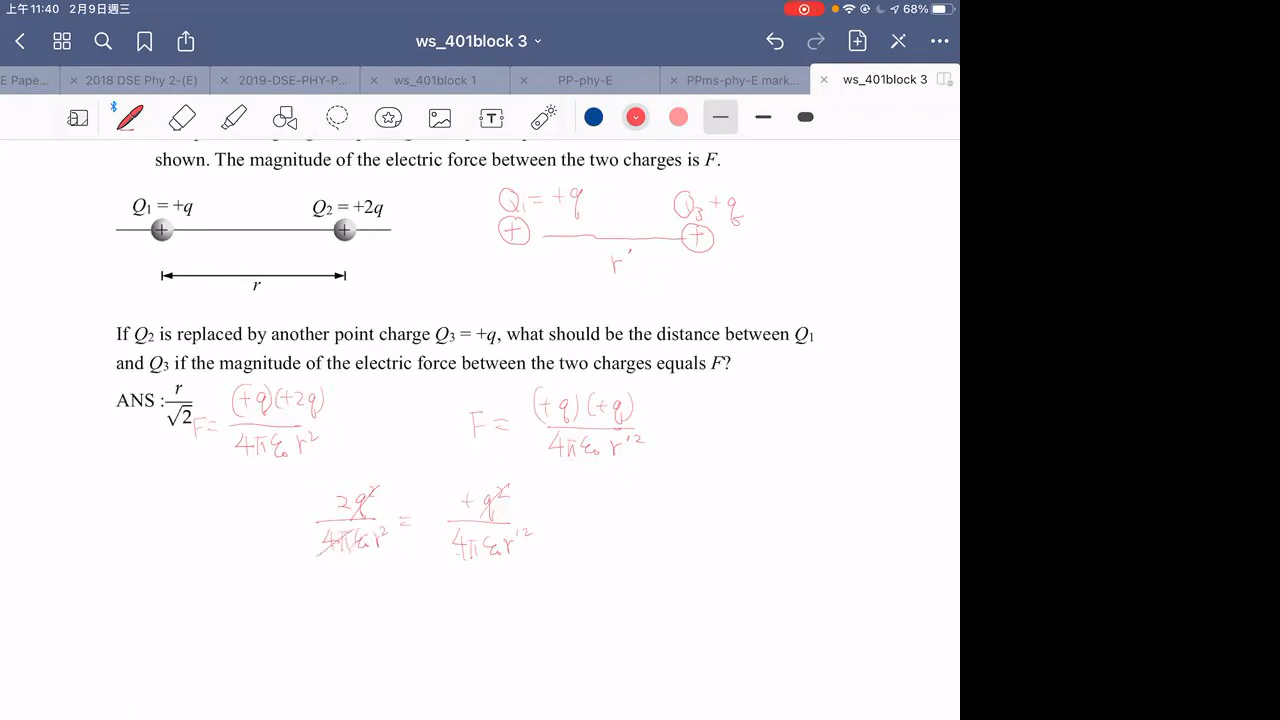 上午11:40 2月9日週三
68%
ws_401block 3
E Pape...
× 2018 DSE Phy 2-(E)
× 2019-DSE-PHY-P...
× ws_401block 1
× PP-phy-E
× PPms-phy-E mark...
× ws_401block 3
shown. The magnitude of the electric force between the two charges is F.
Q₁ = +q Q₂ = +2q
Q₁ = +q Q₃ +q
+ +
+ +
r
r'
If Q₂ is replaced by another point charge Q₃ = +q, what should be the distance between Q₁
and Q₃ if the magnitude of the electric force between the two charges equals F?
ANS : r/√2
F = (+q)(+2q)/4πε₀ r²
F = (+q)(+q)/4πε₀ r'²
2q²/4πε₀r² = +q²/4πε₀r'²